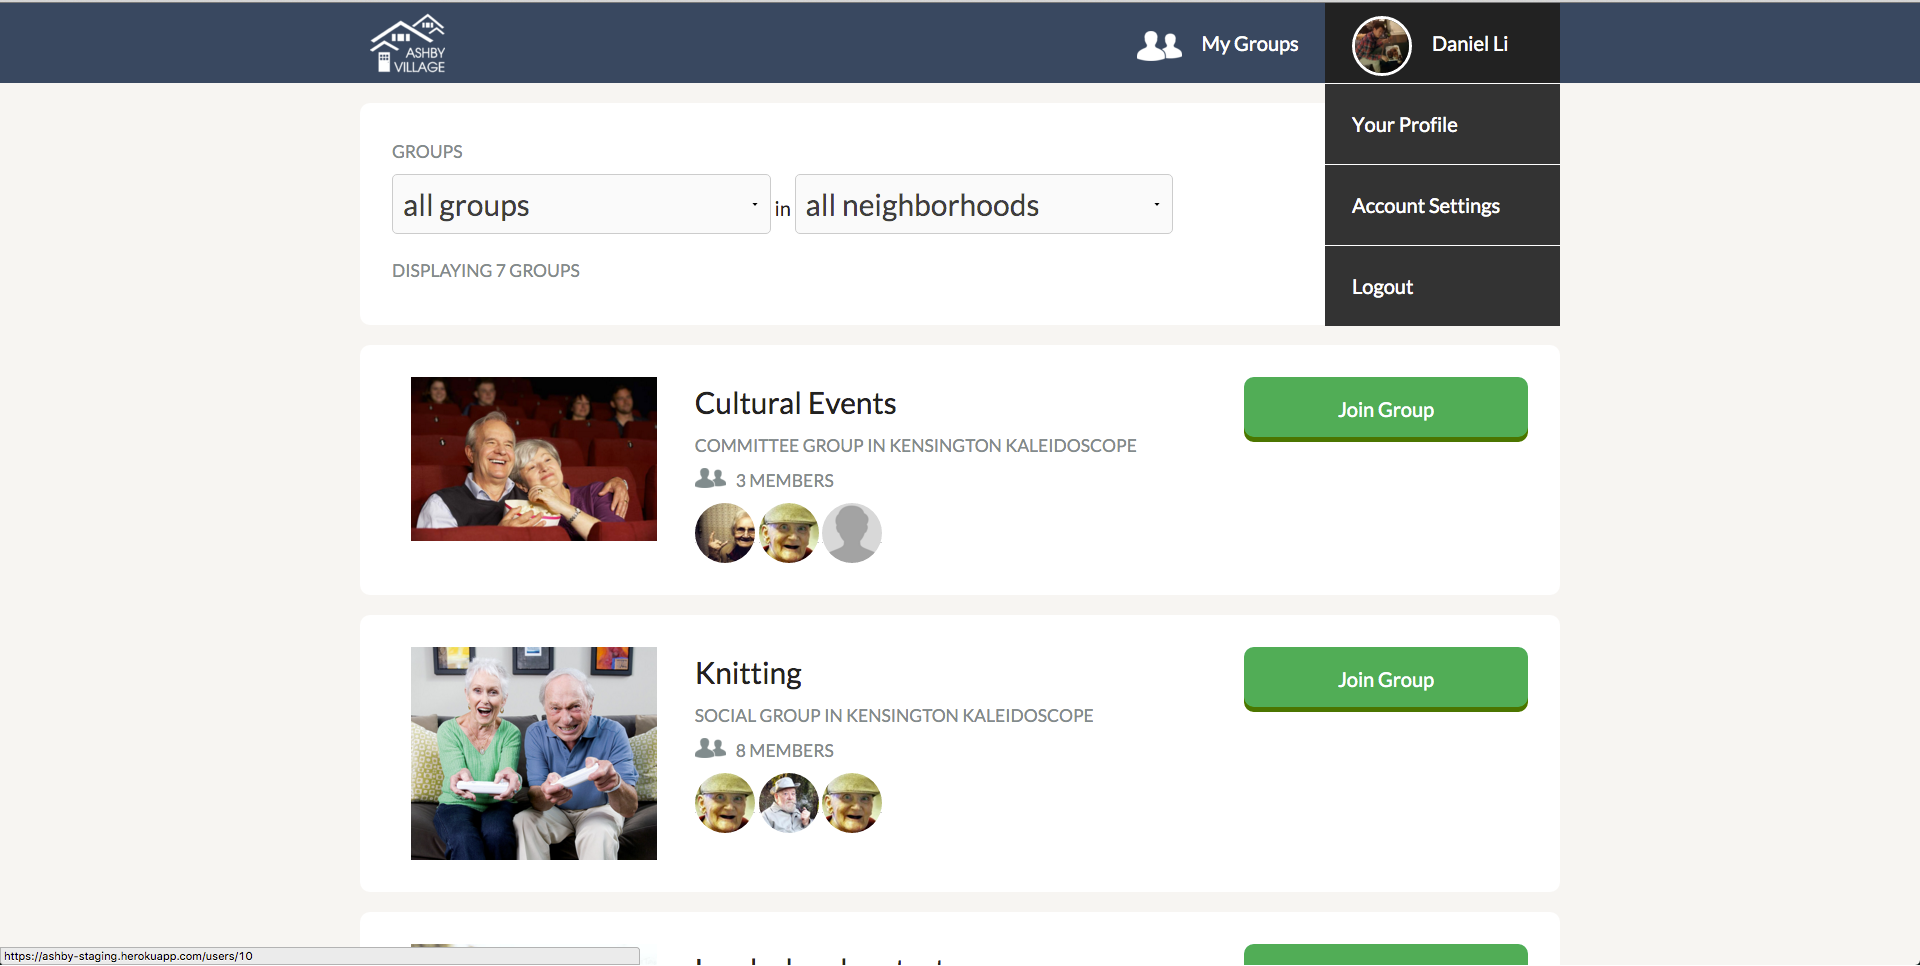 ASHBY
VILLAGE
My Groups
Daniel Li
Your Profile
Account Settings
Logout
GROUPS
all groups in all neighborhoods
DISPLAYING 7 GROUPS
Cultural Events
Join Group
COMMITTEE GROUP IN KENSINGTON KALEIDOSCOPE
3 MEMBERS
Knitting
Join Group
SOCIAL GROUP IN KENSINGTON KALEIDOSCOPE
8 MEMBERS
https://ashby-staging.herokuapp.com/users/10